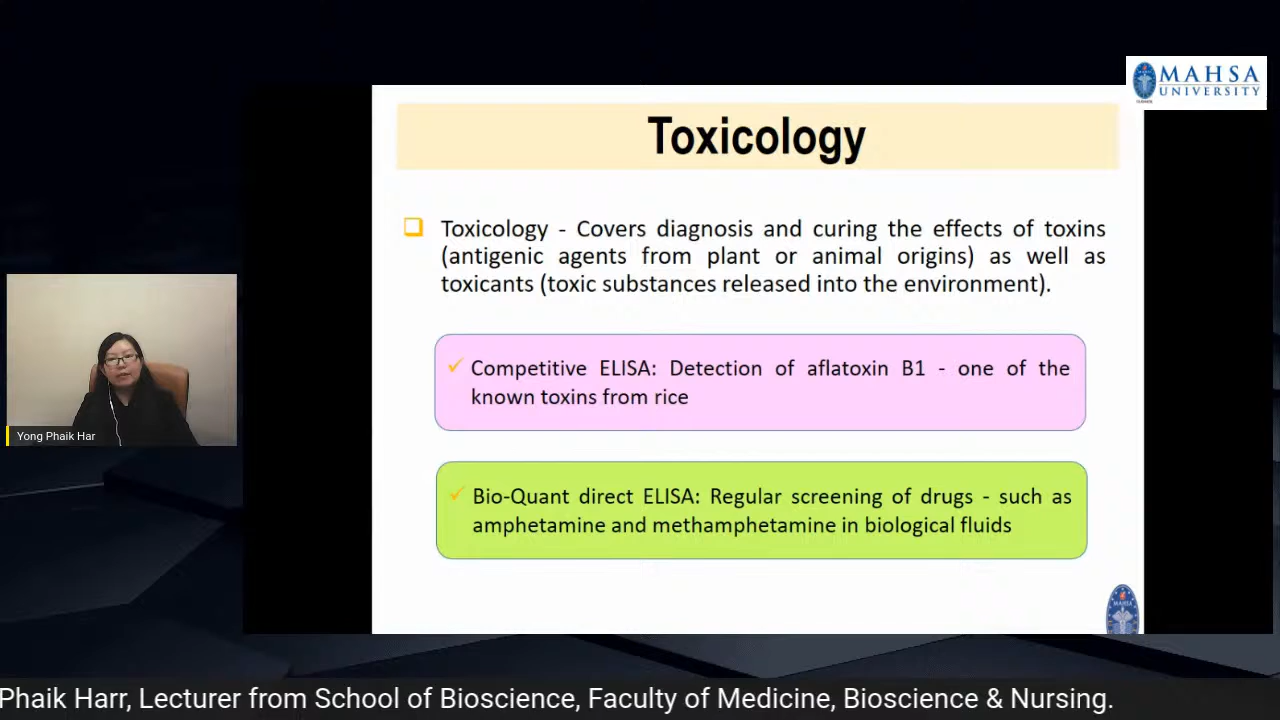 MAHSA
UNIVERSITY
Toxicology
Toxicology - Covers diagnosis and curing the effects of toxins
(antigenic agents from plant or animal origins) as well as
toxicants (toxic substances released into the environment).
Competitive ELISA: Detection of aflatoxin B1 - one of the
known toxins from rice
Bio-Quant direct ELISA: Regular screening of drugs - such as
amphetamine and methamphetamine in biological fluids
Yong Phaik Har
MAHSA
Phaik Harr, Lecturer from School of Bioscience, Faculty of Medicine, Bioscience & Nursing.